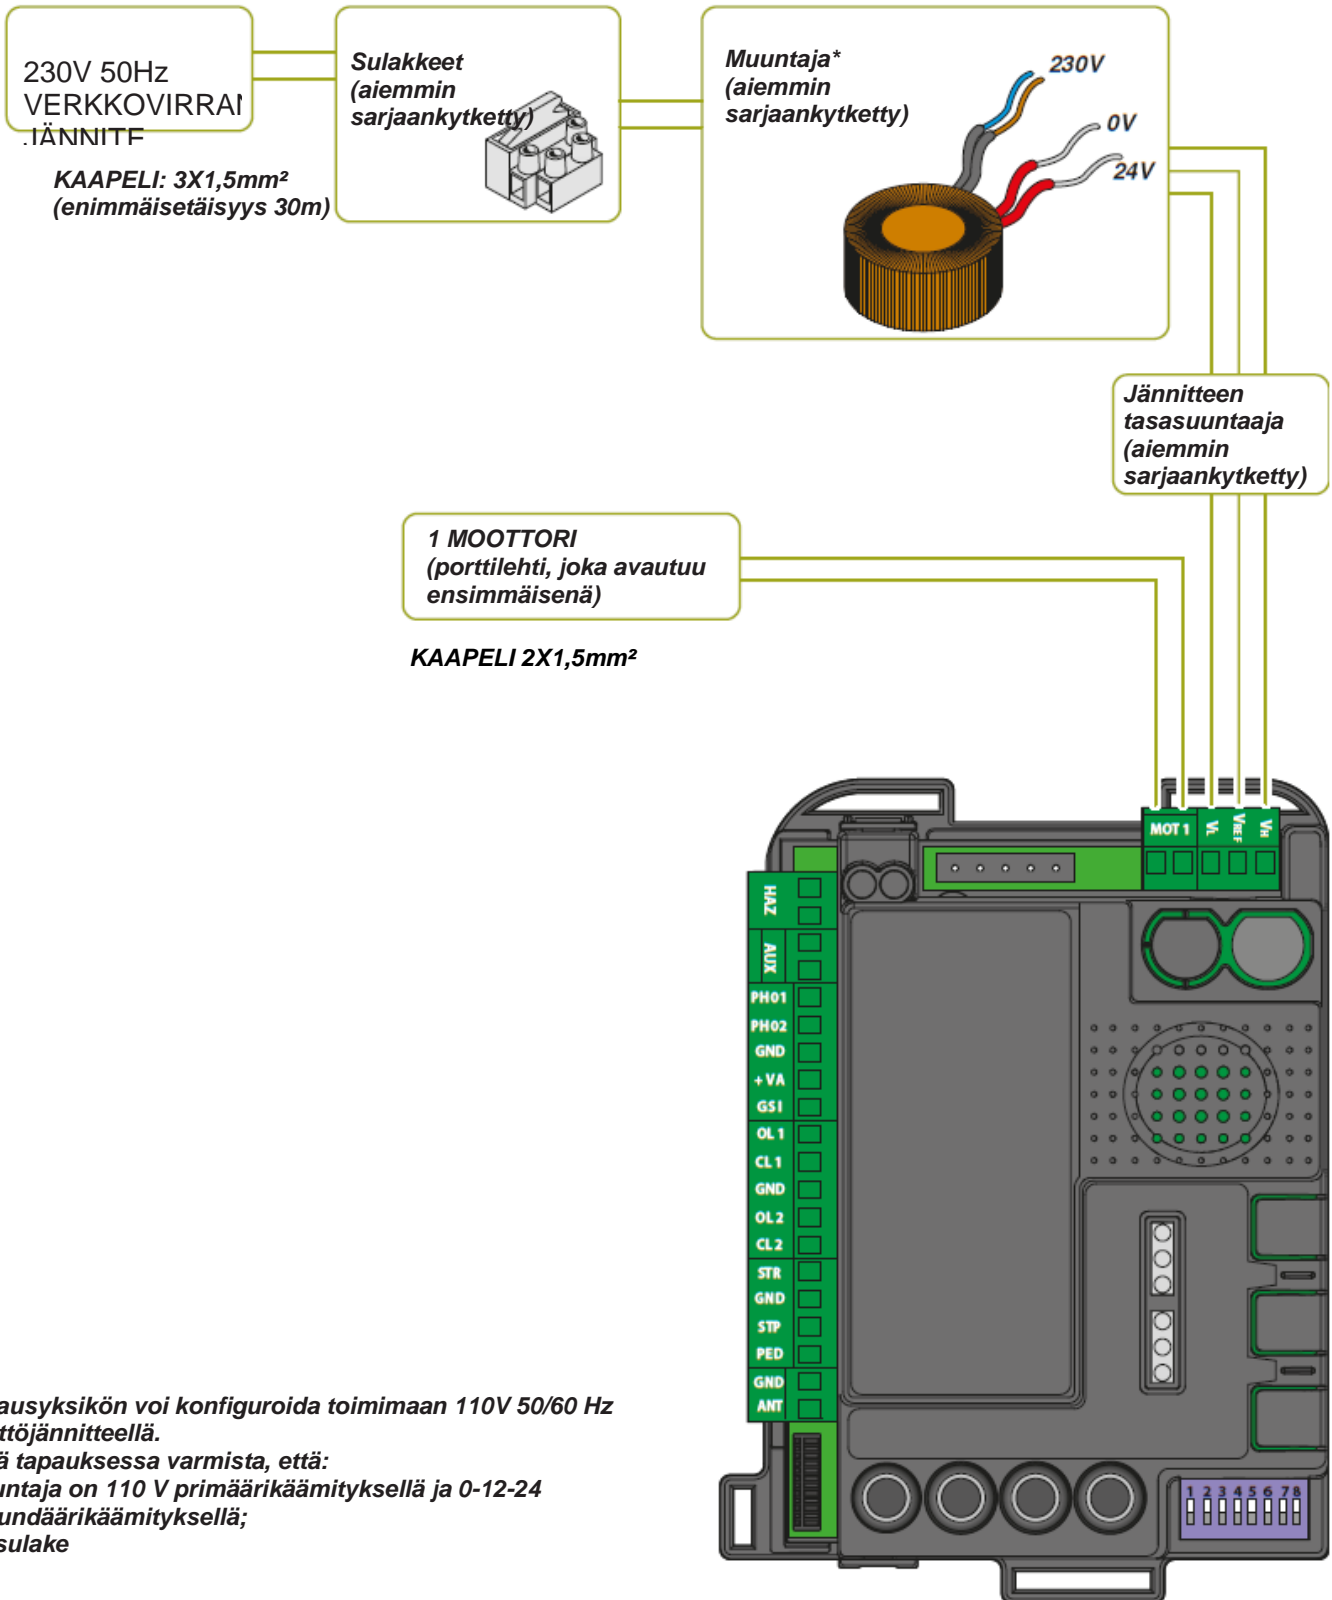 230V 50Hz
VERKKOVIRRAN
JÄNNITE
KAAPELI: 3X1,5mm²
(enimmäisetäisyys 30m)
Sulakkeet
(aiemmin
sarjaankytketty)
Muuntaja*
(aiemmin
sarjaankytketty)
230V
0V
24V
Jännitteen
tasasuuntaaja
(aiemmin
sarjaankytketty)
1 MOOTTORI
(porttilehti, joka avautuu
ensimmäisenä)
KAAPELI 2X1,5mm²
MOT 1 VL VREF VH
HAZ
AUX
PH01
PH02
GND
+VA
GSI
OL 1
CL 1
GND
OL 2
CL 2
STR
GND
STP
PED
GND
ANT
1 2 3 4 5 6 7 8
ausyksikön voi konfiguroida toimimaan 110V 50/60 Hz
ttöjännitteellä.
ä tapauksessa varmista, että:
untaja on 110 V primäärikäämityksellä ja 0-12-24
undäärikäämityksellä;
sulake